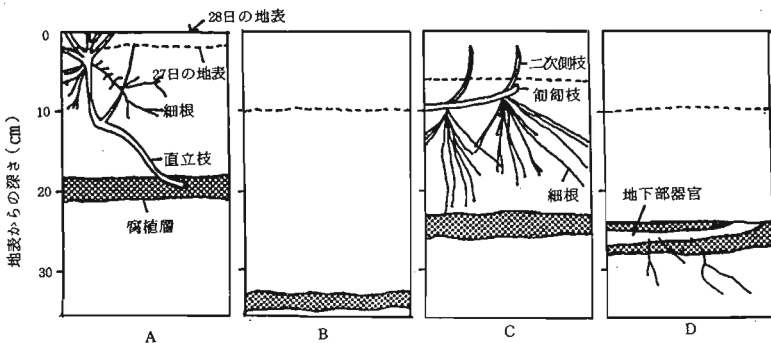 28日の地表
0
27日の地表
細根
10
直立枝
20
腐植層
30
地表からの深さ(cm)
二次側枝
匍匐枝
細根
地下部器官
A
B
C
D